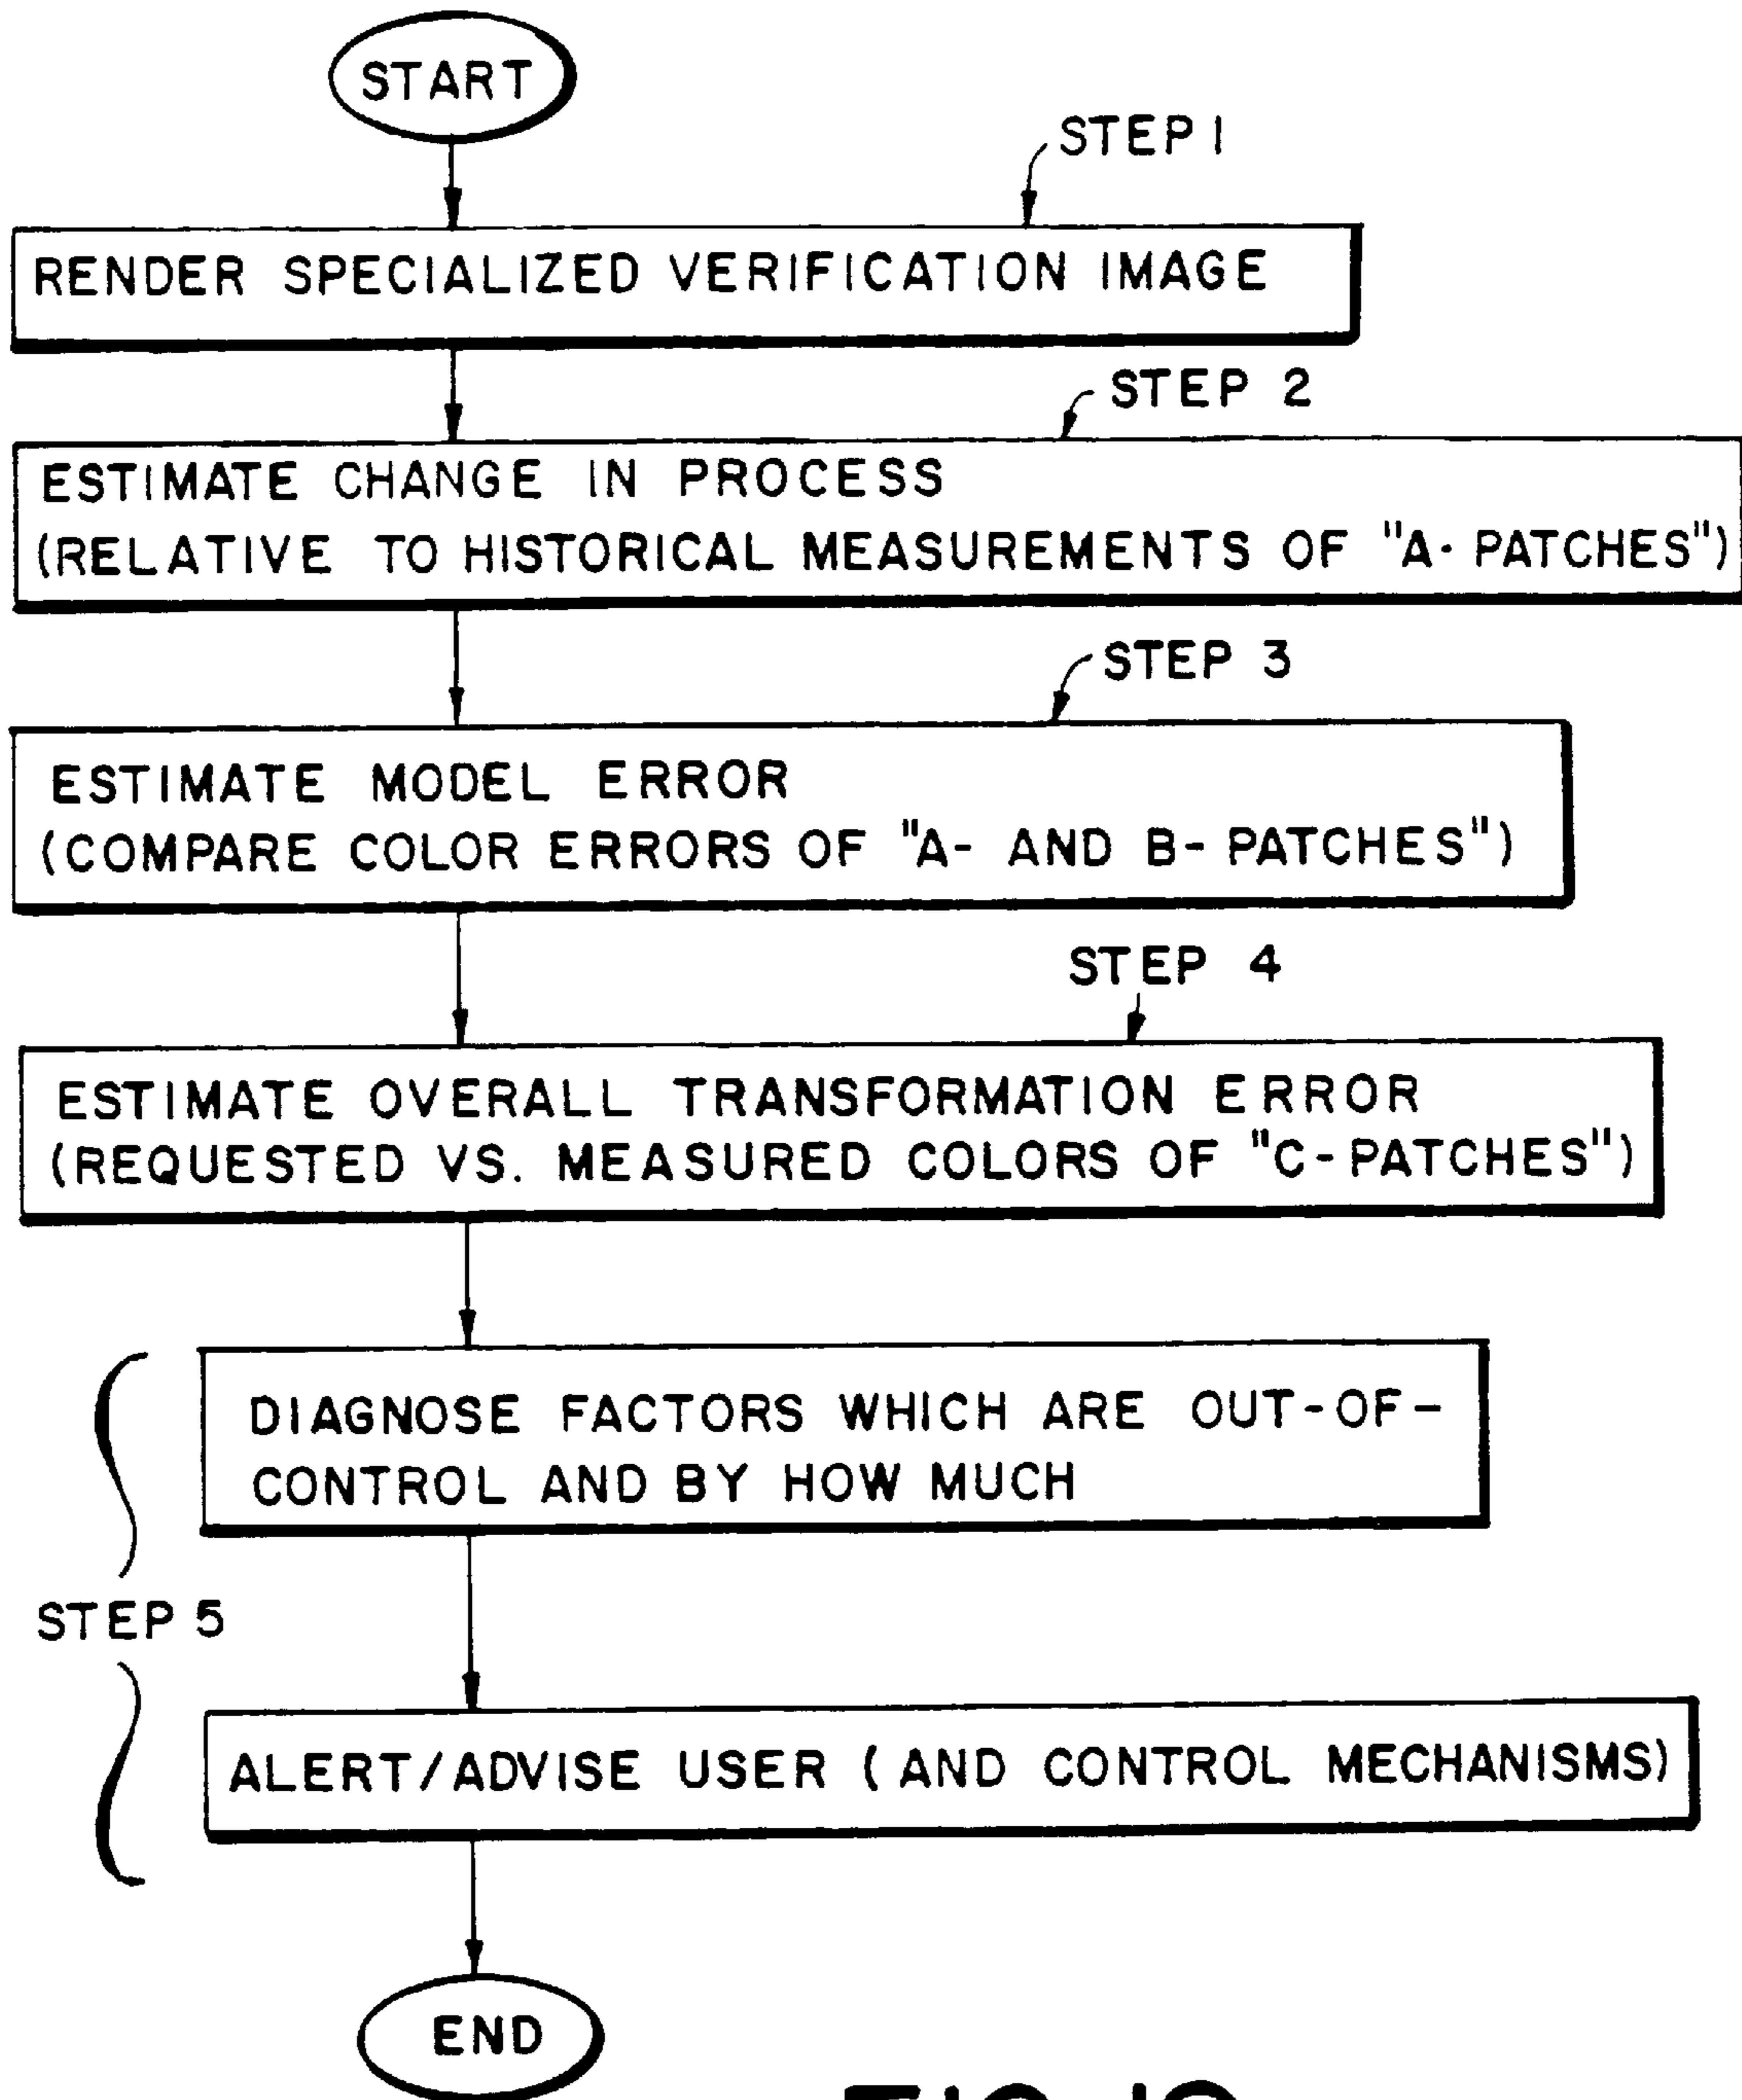 START
STEP 1
RENDER SPECIALIZED VERIFICATION IMAGE
STEP 2
ESTIMATE CHANGE IN PROCESS
(RELATIVE TO HISTORICAL MEASUREMENTS OF "A- PATCHES")
STEP 3
ESTIMATE MODEL ERROR
(COMPARE COLOR ERRORS OF "A- AND B- PATCHES")
STEP 4
ESTIMATE OVERALL TRANSFORMATION ERROR
(REQUESTED VS. MEASURED COLORS OF "C-PATCHES")
DIAGNOSE FACTORS WHICH ARE OUT-OF-
CONTROL AND BY HOW MUCH
STEP 5
ALERT/ADVISE USER (AND CONTROL MECHANISMS)
END